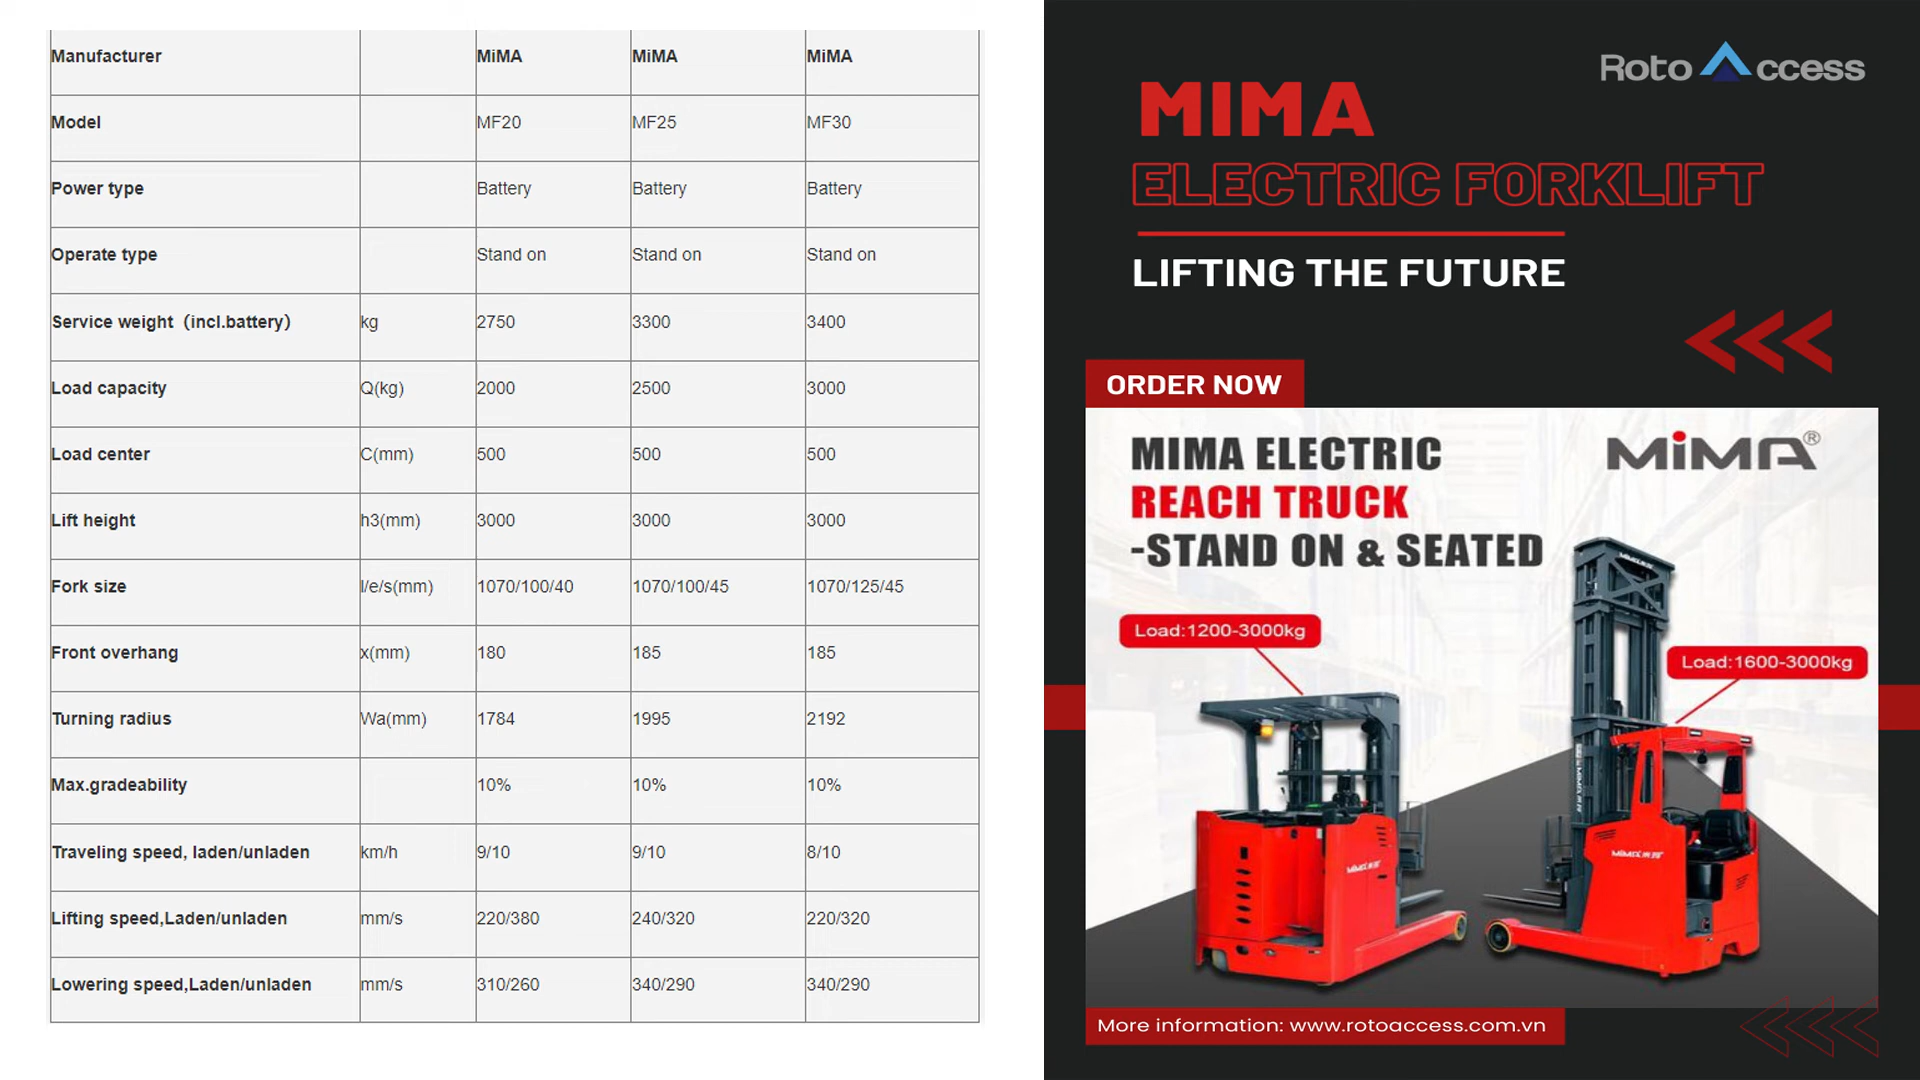 Manufacturer MiMA MiMA MiMA
Model MF20 MF25 MF30
Power type Battery Battery Battery
Operate type Stand on Stand on Stand on
Service weight（incl.battery） kg 2750 3300 3400
Load capacity Q(kg) 2000 2500 3000
Load center C(mm) 500 500 500
Lift height h3(mm) 3000 3000 3000
Fork size l/e/s(mm) 1070/100/40 1070/100/45 1070/125/45
Front overhang x(mm) 180 185 185
Turning radius Wa(mm) 1784 1995 2192
Max.gradeability 10% 10% 10%
Traveling speed, laden/unladen km/h 9/10 9/10 8/10
Lifting speed,Laden/unladen mm/s 220/380 240/320 220/320
Lowering speed,Laden/unladen mm/s 310/260 340/290 340/290
Roto Access
MIMA
ELECTRIC FORKLIFT
LIFTING THE FUTURE
ORDER NOW
MIMA ELECTRIC
REACH TRUCK
-STAND ON & SEATED
MiMA®
Load:1200-3000kg
Load:1600-3000kg
MiMA
MiMA
More information: www.rotoaccess.com.vn